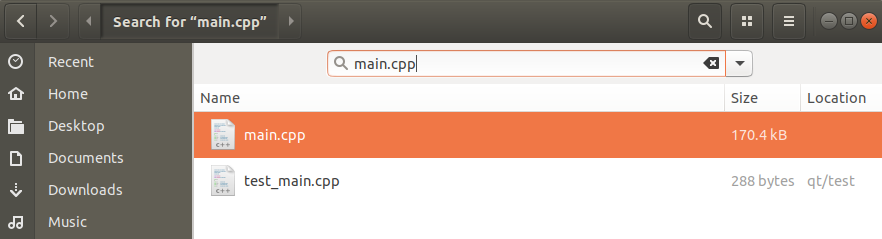 Search for “main.cpp”
Recent
Home
Desktop
Documents
Downloads
Music
main.cpp
Name Size Location
main.cpp 170.4 kB
test_main.cpp 288 bytes qt/test